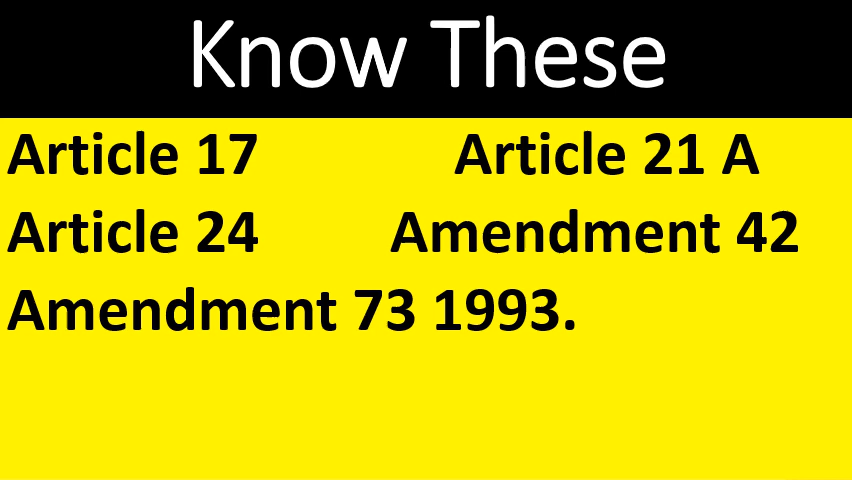 Know These
Article 17 Article 21 A
Article 24 Amendment 42
Amendment 73 1993.